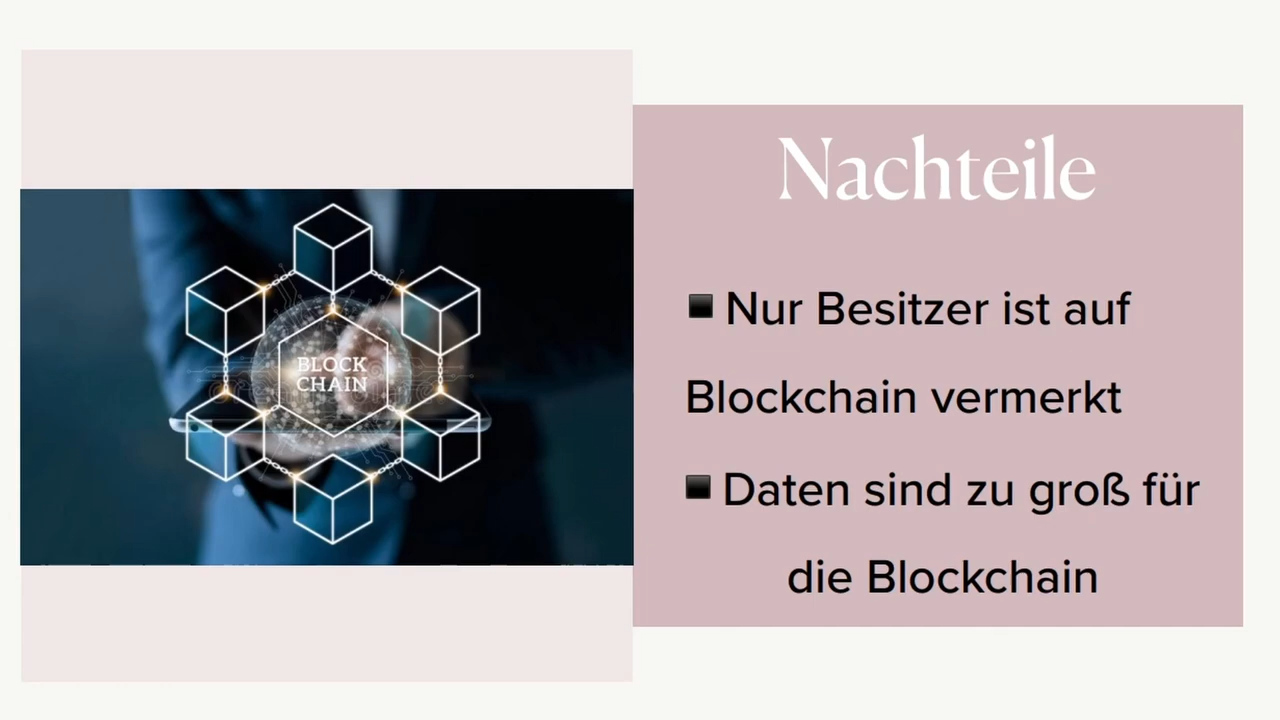 BLOCK
CHAIN
Nachteile
▪ Nur Besitzer ist auf
Blockchain vermerkt
▪ Daten sind zu groß für
die Blockchain